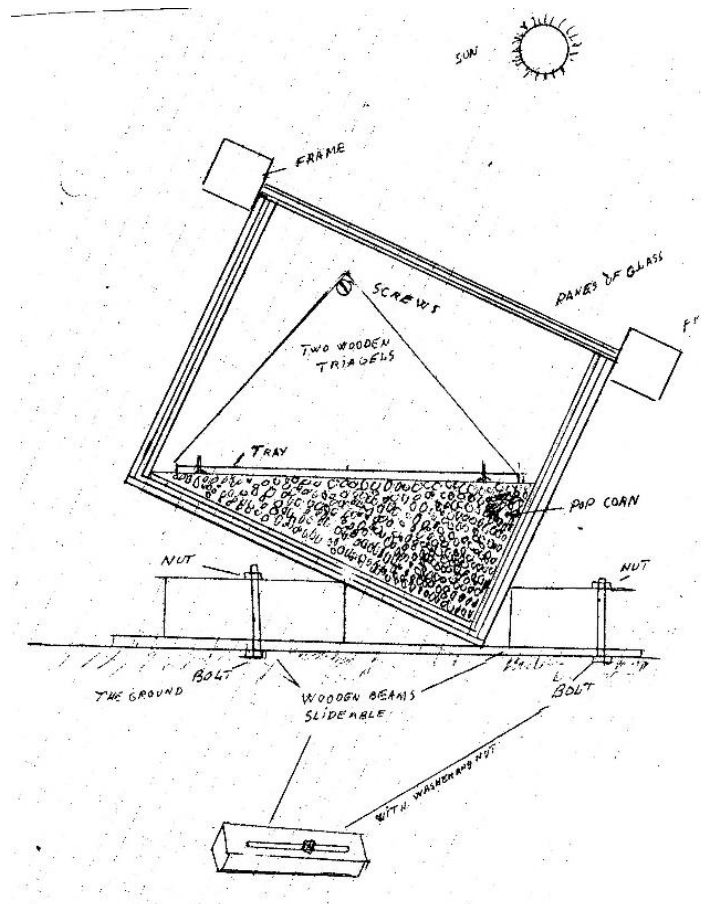 SUN
FRAME
PANES OF GLASS
FR
SCREWS
TWO WOODEN
TRIAGELS
TRAY
POP CORN
NUT
NUT
BOLT
BOLT
THE GROUND
WOODEN BEAMS
SLIDEABLE
WITH WASHER AND NUT